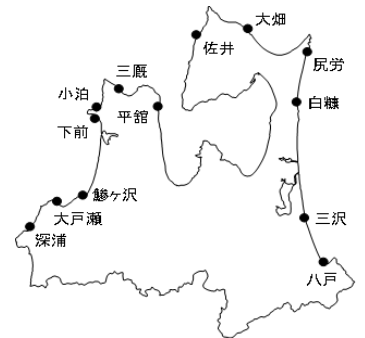 大畑
佐井
尻労
三厩
小泊
平舘
白糠
下前
鰺ヶ沢
大戸瀬
三沢
深浦
八戸